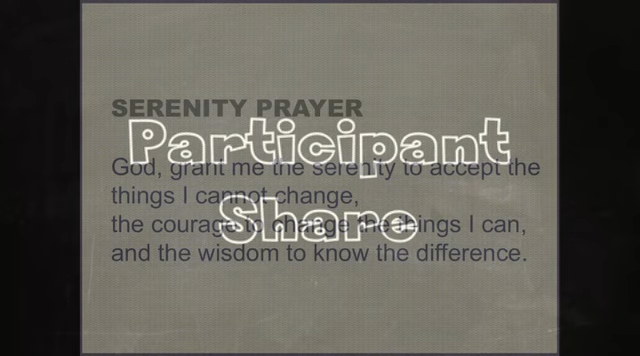 SERENITY PRAYER
Participant
God, grant me the serenity to accept the
things I cannot change,
Share
the courage to change the things I can,
and the wisdom to know the difference.